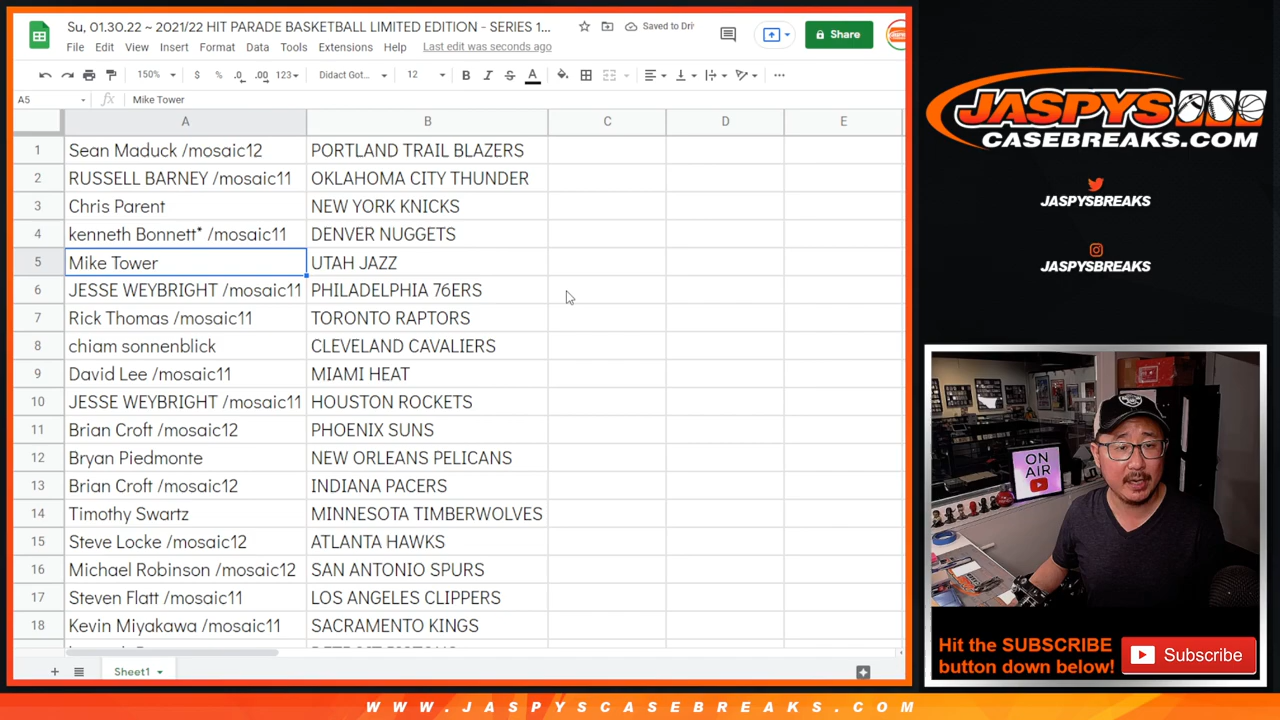 Su, 01.30.22 ~ 2021/22 HIT PARADE BASKETBALL LIMITED EDITION - SERIES 1...
Saved to Dri
Share
File Edit View Insert Format Data Tools Extensions Help Last edit was seconds ago
150% $ % .0 .00 123 Didact Got... 12 B I S A
A5 fx Mike Tower
A B C D E
1 Sean Maduck /mosaic12 PORTLAND TRAIL BLAZERS
2 RUSSELL BARNEY /mosaic11 OKLAHOMA CITY THUNDER
3 Chris Parent NEW YORK KNICKS
4 kenneth Bonnett* /mosaic11 DENVER NUGGETS
5 Mike Tower UTAH JAZZ
6 JESSE WEYBRIGHT /mosaic11 PHILADELPHIA 76ERS
7 Rick Thomas /mosaic11 TORONTO RAPTORS
8 chiam sonnenblick CLEVELAND CAVALIERS
9 David Lee /mosaic11 MIAMI HEAT
10 JESSE WEYBRIGHT /mosaic11 HOUSTON ROCKETS
11 Brian Croft /mosaic12 PHOENIX SUNS
12 Bryan Piedmonte NEW ORLEANS PELICANS
13 Brian Croft /mosaic12 INDIANA PACERS
14 Timothy Swartz MINNESOTA TIMBERWOLVES
15 Steve Locke /mosaic12 ATLANTA HAWKS
16 Michael Robinson /mosaic12 SAN ANTONIO SPURS
17 Steven Flatt /mosaic11 LOS ANGELES CLIPPERS
18 Kevin Miyakawa /mosaic11 SACRAMENTO KINGS
Sheet1
JASPYS
CASEBREAKS.COM
JASPYSBREAKS
JASPYSBREAKS
ON
AIR
Hit the SUBSCRIBE
button down below!
Subscribe
WWW.JASPYSCASEBREAKS.COM